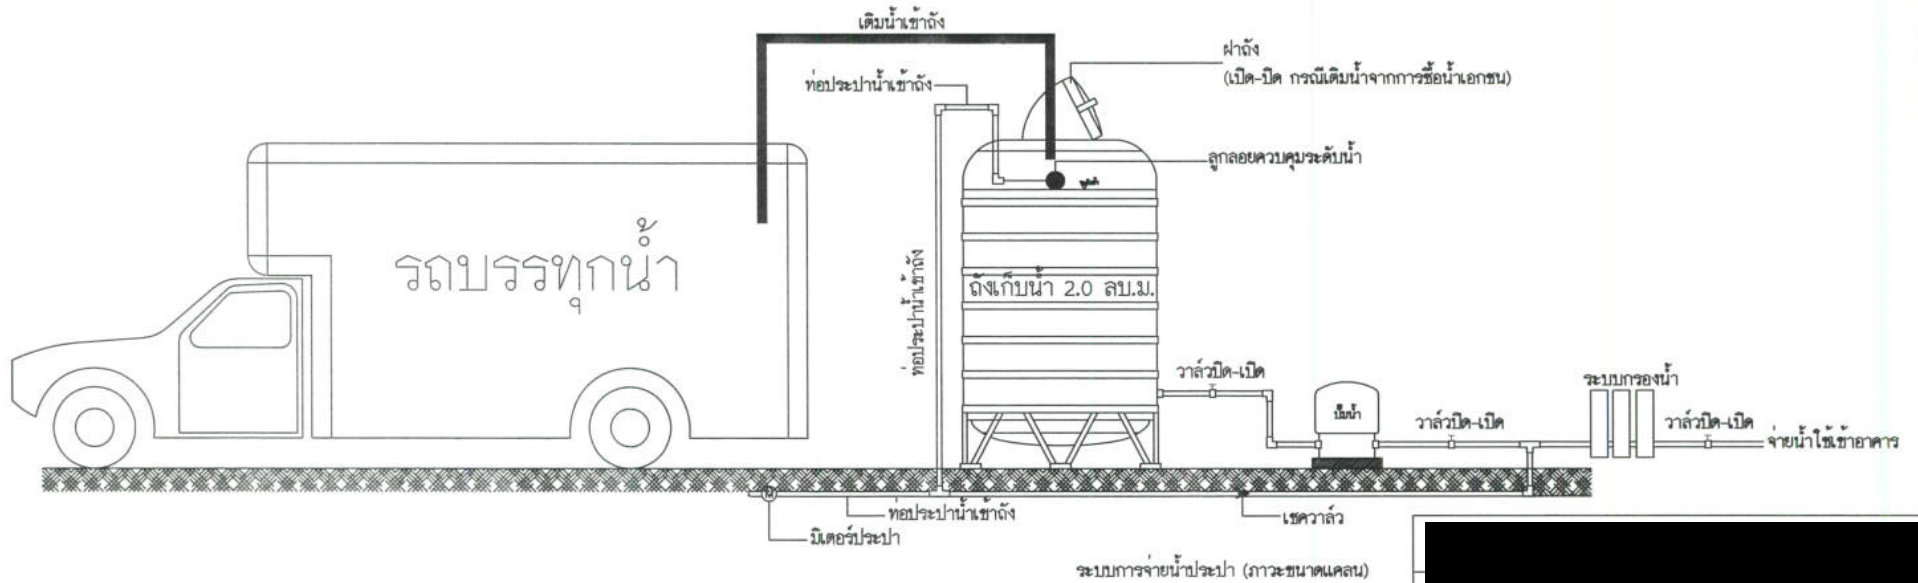 เติมน้ำเข้าถัง
ฝาถัง
(เปิด-ปิด กรณีเติมน้ำจากการซื้อน้ำเอกชน)
ท่อประปาน้ำเข้าถัง
ลูกลอยควบคุมระดับน้ำ
รถบรรทุกน้ำ
ท่อประปาน้ำเข้าถัง
ถังเก็บน้ำ 2.0 ลบ.ม.
วาล์วปิด-เปิด
ระบบกรองน้ำ
ปั๊มน้ำ
วาล์วปิด-เปิด
วาล์วปิด-เปิด
จ่ายน้ำใช้เข้าอาคาร
M
ท่อประปาน้ำเข้าถัง
เชควาล์ว
มิเตอร์ประปา
ระบบการจ่ายน้ำประปา (ภาวะขนาดแคลน)